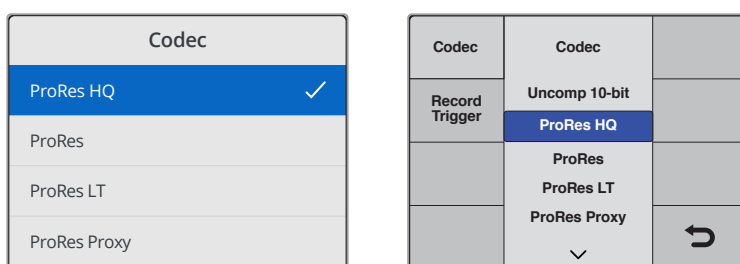 Codec
ProRes HQ
ProRes
ProRes LT
ProRes Proxy
Codec
Record
Trigger
Codec
Uncomp 10-bit
ProRes HQ
ProRes
ProRes LT
ProRes Proxy